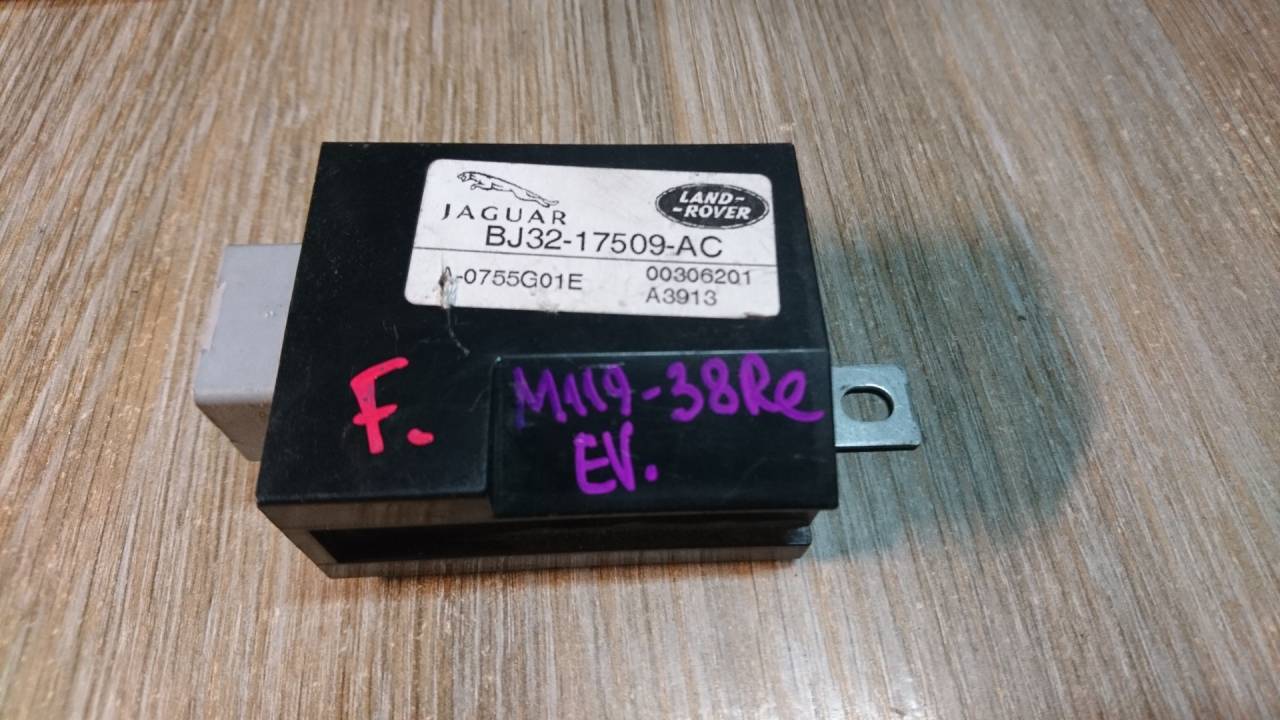 JAGUAR
LAND-
-ROVER
BJ32-17509-AC
A-0755G01E
00306201
A3913
F.
M119-38Re
EV.